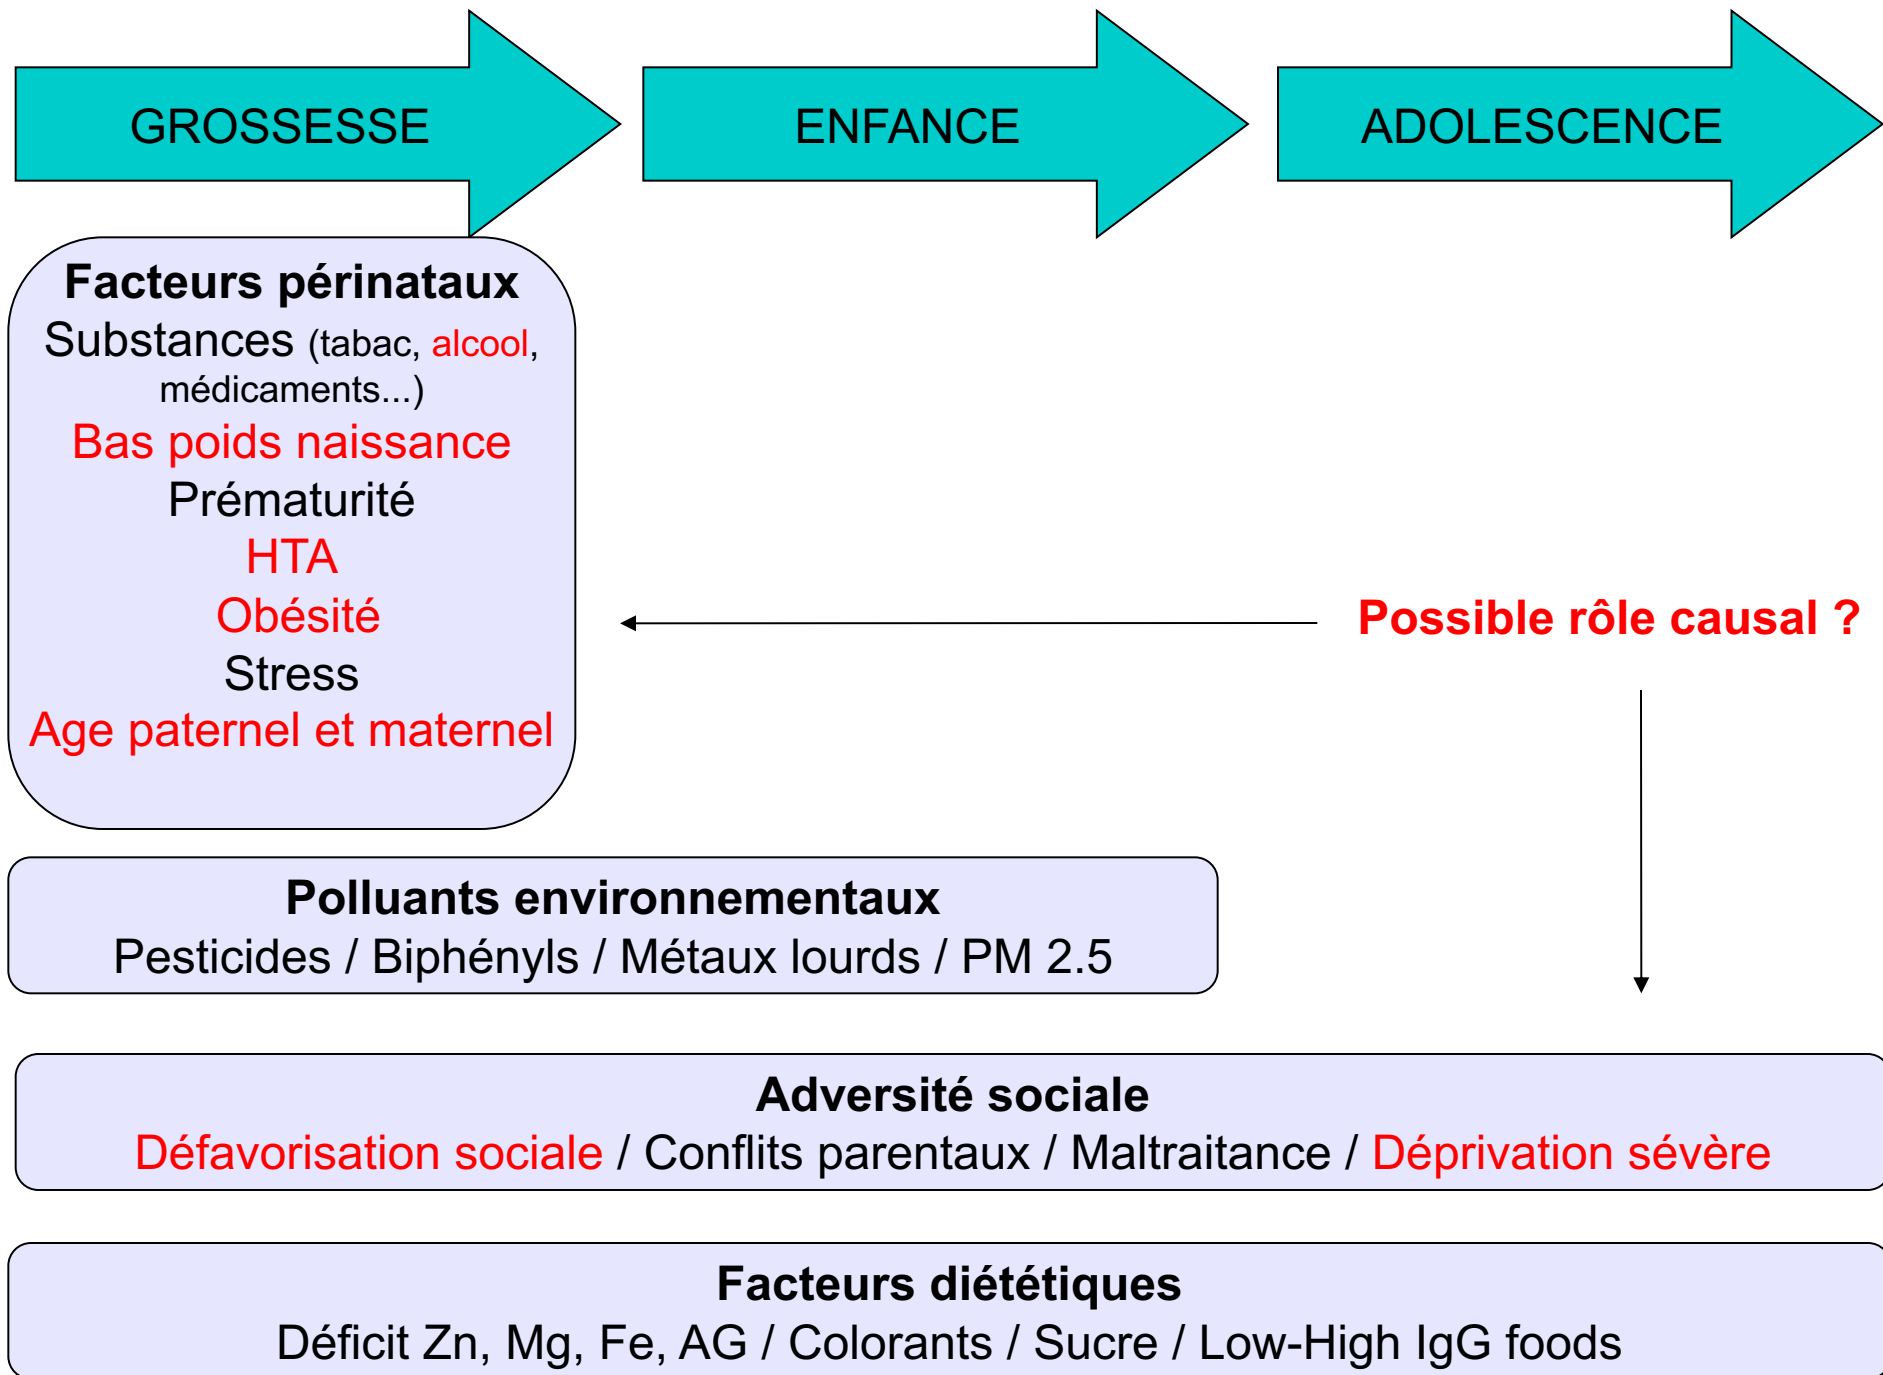 GROSSESSE
ENFANCE
ADOLESCENCE
Facteurs périnataux
Substances (tabac, alcool,
médicaments...)
Bas poids naissance
Prématurité
HTA
Obésité
Stress
Age paternel et maternel
Possible rôle causal ?
Polluants environnementaux
Pesticides / Biphényls / Métaux lourds / PM 2.5
Adversité sociale
Défavorisation sociale / Conflits parentaux / Maltraitance / Déprivation sévère
Facteurs diététiques
Déficit Zn, Mg, Fe, AG / Colorants / Sucre / Low-High IgG foods